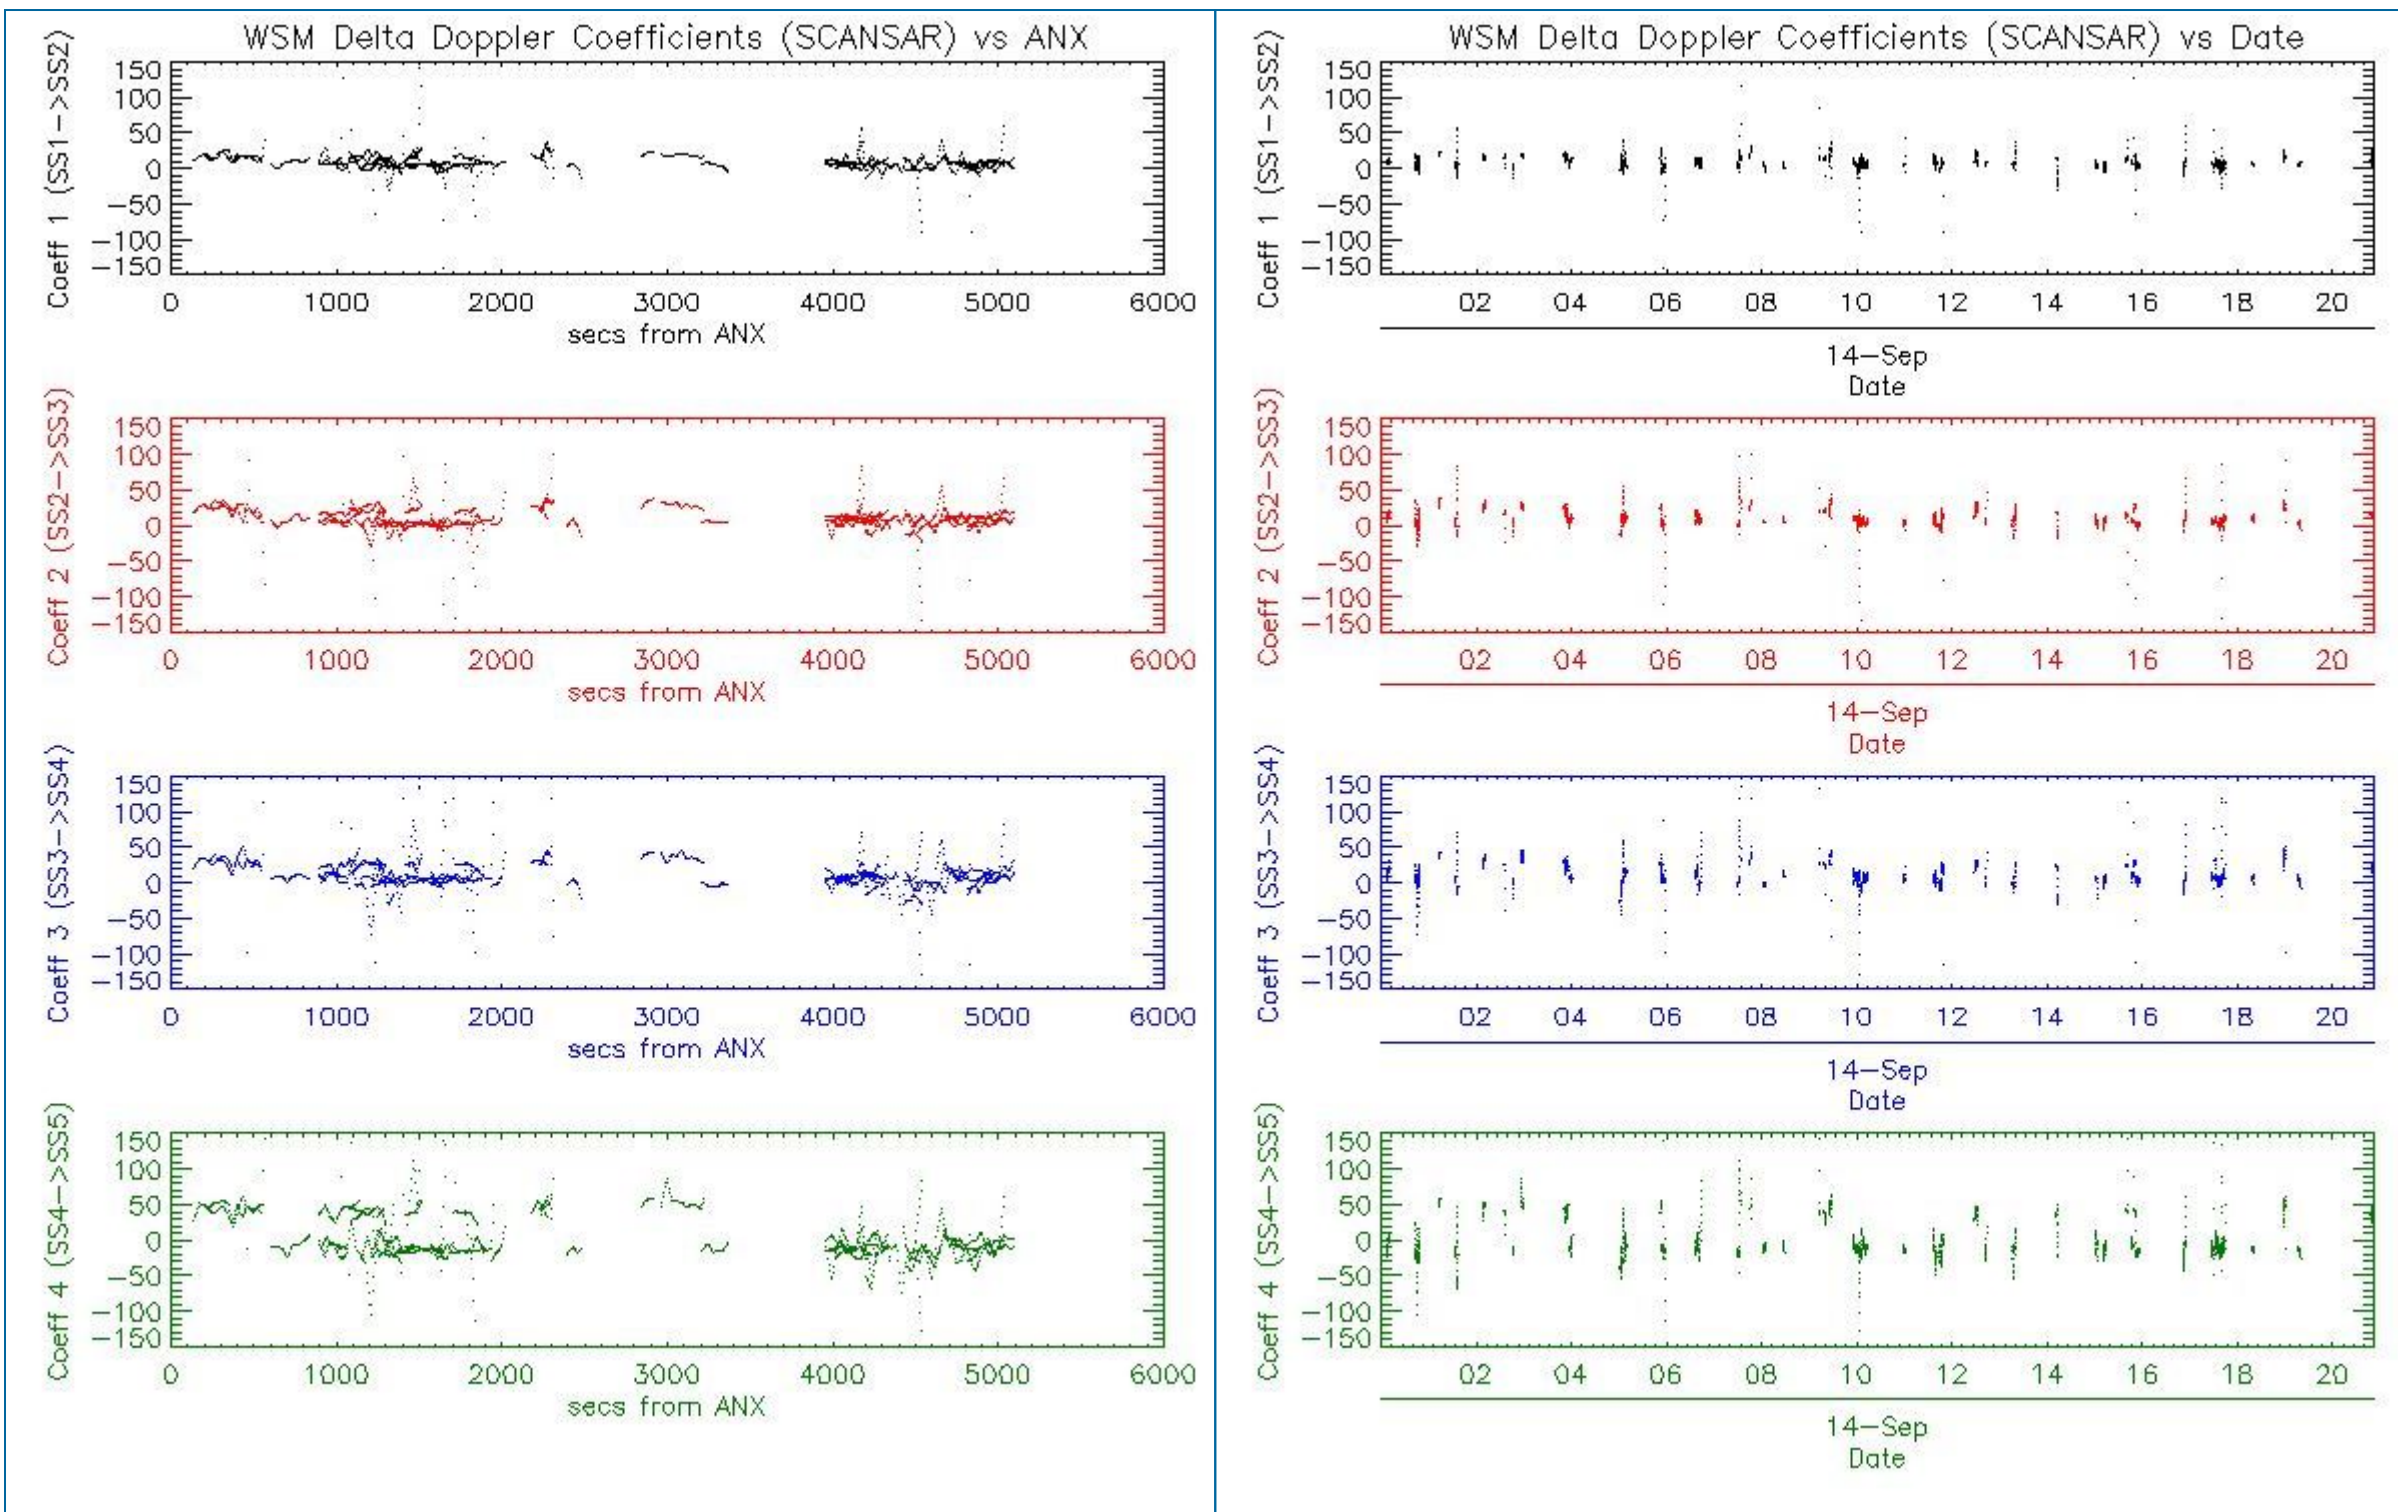 WSM Delta Doppler Coefficients (SCANSAR) vs ANX
Coeff 1 (SS1->SS2)
150
100
50
0
-50
-100
-150
0 1000 2000 3000 4000 5000 6000
secs from ANX
Coeff 2 (SS2->SS3)
150
100
50
0
-50
-100
-150
0 1000 2000 3000 4000 5000 6000
secs from ANX
Coeff 3 (SS3->SS4)
150
100
50
0
-50
-100
-150
0 1000 2000 3000 4000 5000 6000
secs from ANX
Coeff 4 (SS4->SS5)
150
100
50
0
-50
-100
-150
0 1000 2000 3000 4000 5000 6000
secs from ANX
WSM Delta Doppler Coefficients (SCANSAR) vs Date
Coeff 1 (SS1->SS2)
150
100
50
0
-50
-100
-150
02 04 06 08 10 12 14 16 18 20
14-Sep
Date
Coeff 2 (SS2->SS3)
150
100
50
0
-50
-100
-150
02 04 06 08 10 12 14 16 18 20
14-Sep
Date
Coeff 3 (SS3->SS4)
150
100
50
0
-50
-100
-150
02 04 06 08 10 12 14 16 18 20
14-Sep
Date
Coeff 4 (SS4->SS5)
150
100
50
0
-50
-100
-150
02 04 06 08 10 12 14 16 18 20
14-Sep
Date